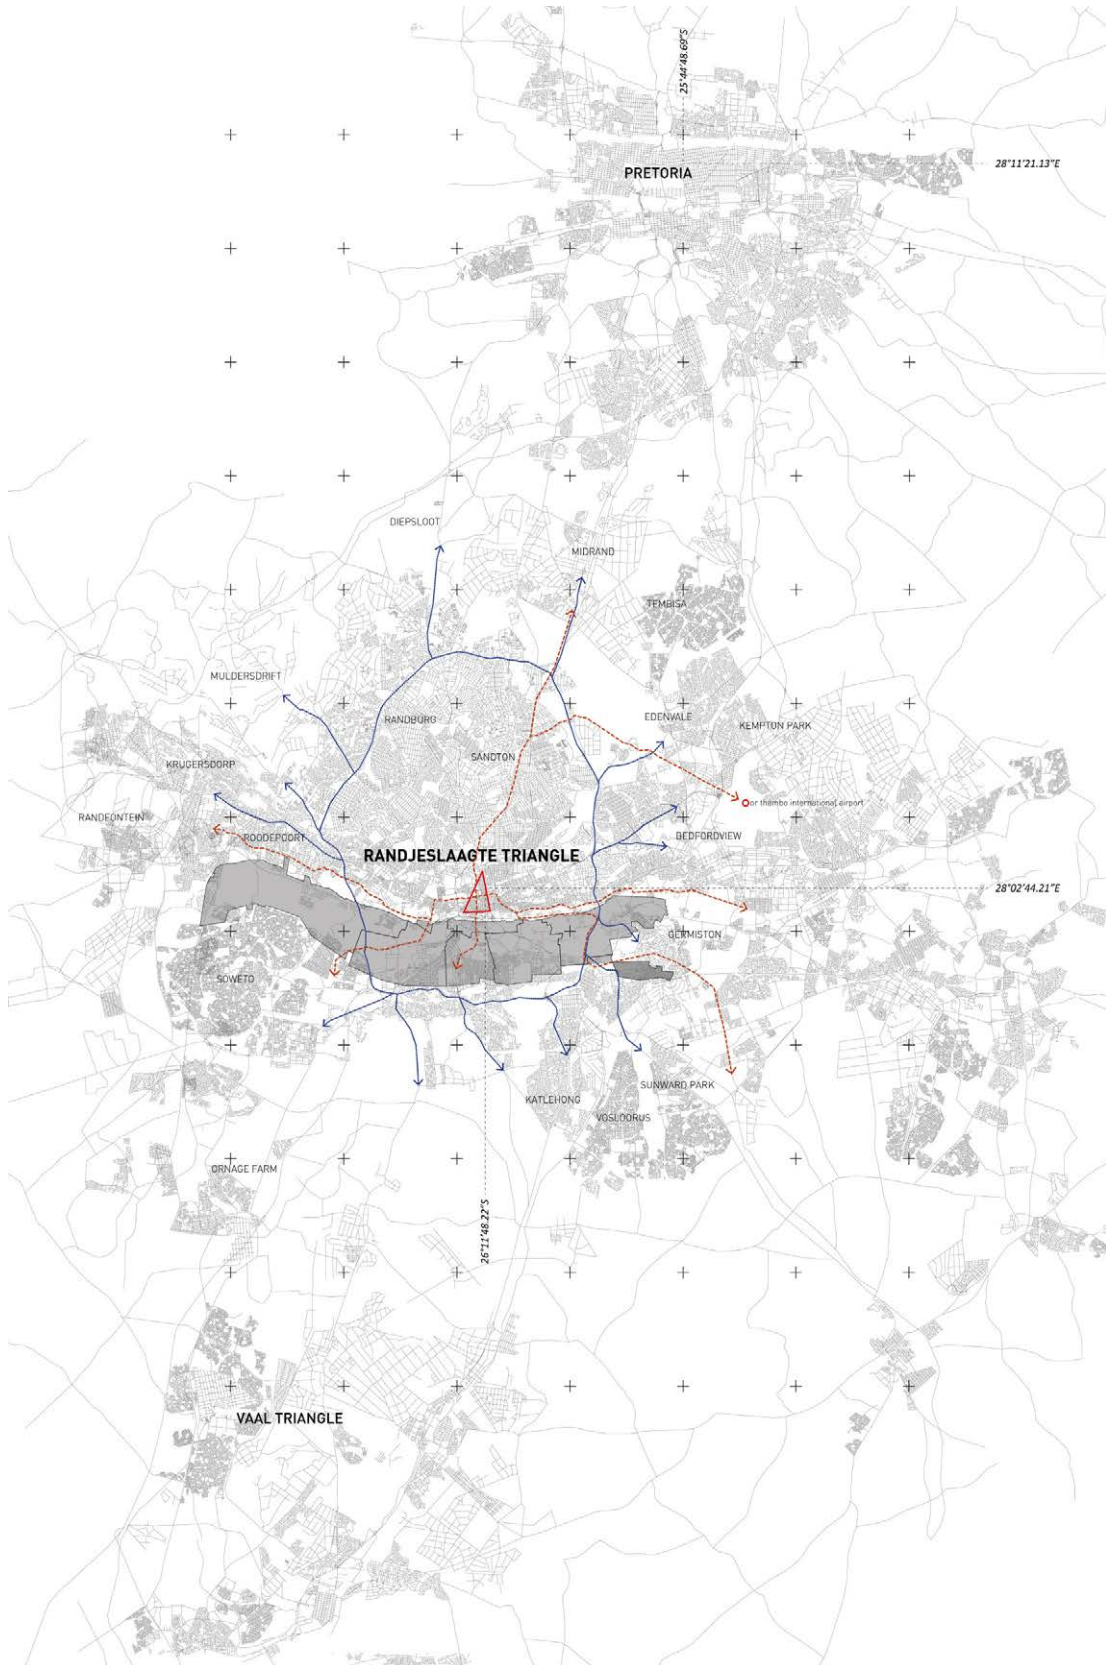 25°44'48.69"S
PRETORIA
28°11'21.13"E
DIEPSLOOT
MIDRAND
TEMBISA
MULDERSDRIFT
RANDBURG
EDENVALE
KEMPTON PARK
SANDTON
KRUGERSDORP
or thambo international airport
RANDFONTEIN
ROODEPOORT
BEDFORDVIEW
RANDJESLAAGTE TRIANGLE
28°02'44.21"E
GERMISTON
SOWETO
SUNWARD PARK
KATLEHONG
VOSLOORUS
ORNAGE FARM
26°11'48.22"S
VAAL TRIANGLE